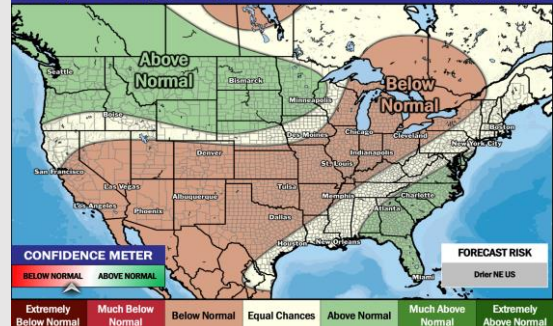 Seattle
Above
Normal
Bismarck
Minneapolis
Below
Normal
Boise
Des Moines
Chicago
Cleveland
Boston
New York City
Indianapolis
Denver
St. Louis
San Francisco
Las Vegas
Tulsa
Memphis
Charlotte
Los Angeles
Phoenix
Albuquerque
Dallas
Atlanta
Houston
New Orleans
Miami
CONFIDENCE METER
BELOW NORMAL ABOVE NORMAL
FORECAST RISK
Drier NE US
Extremely
Below Normal
Much Below
Normal
Below Normal
Equal Chances
Above Normal
Much Above
Normal
Extremely
Above Normal